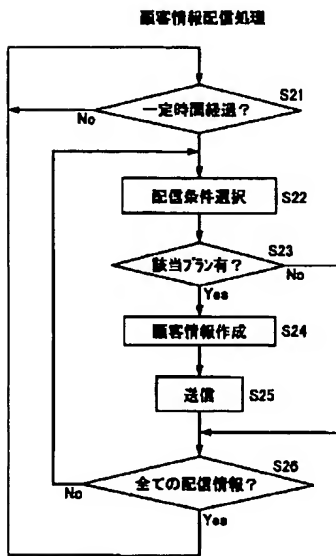 顧客情報配信処理
S21
一定時間経過?
No
配信条件選択
S22
S23
該当プラン有?
No
Yes
顧客情報作成
S24
送信
S25
S26
全ての配信情報?
No
Yes